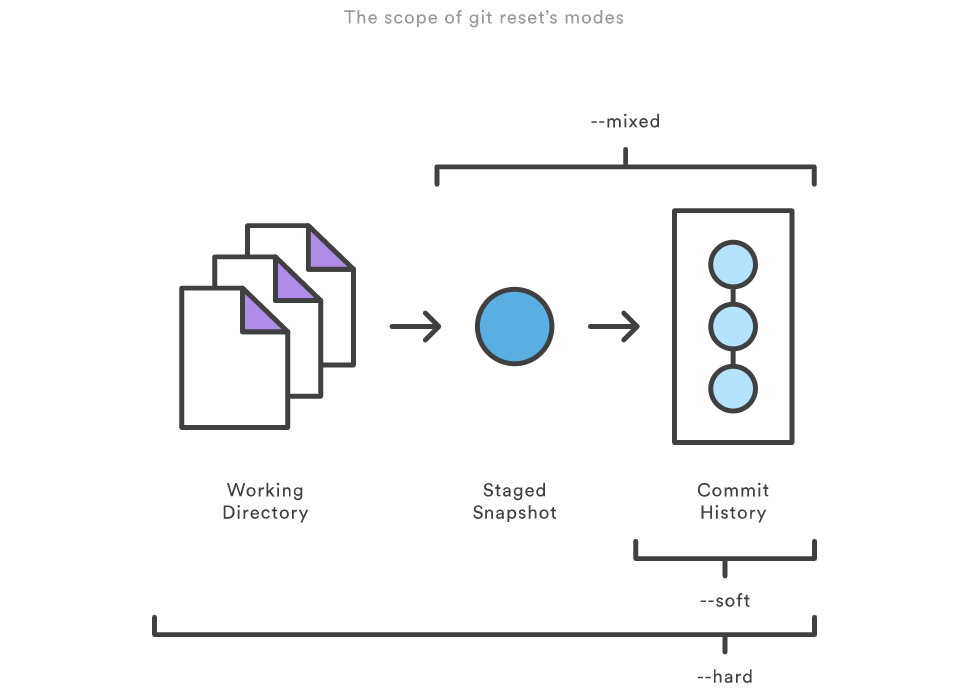 The scope of git reset's modes
--mixed
Working
Directory
Staged
Snapshot
Commit
History
--soft
--hard